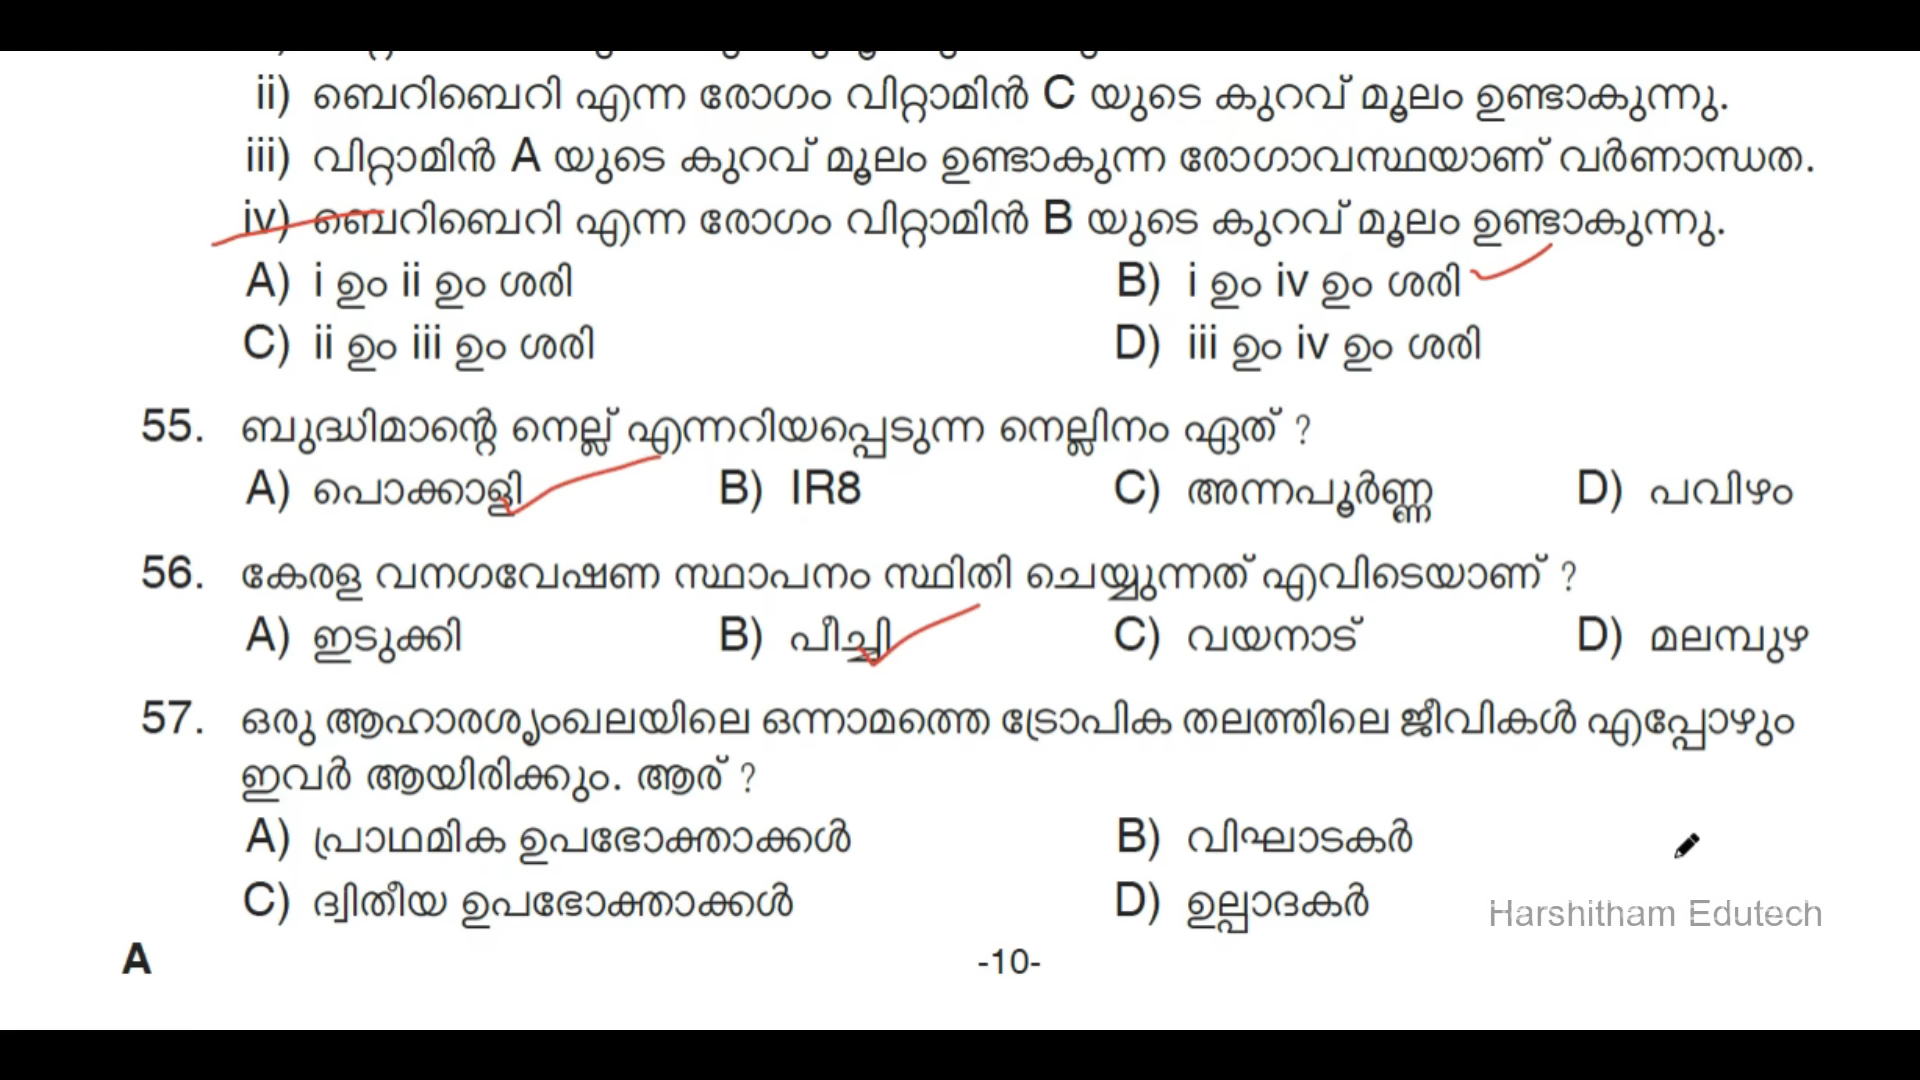 ii) ബെറിബെറി എന്ന രോഗം വിറ്റാമിൻ C യുടെ കുറവ് മൂലം ഉണ്ടാകുന്നു.
iii) വിറ്റാമിൻ A യുടെ കുറവ് മൂലം ഉണ്ടാകുന്ന രോഗാവസ്ഥയാണ് വർണാന്ധത.
iv) ബെറിബെറി എന്ന രോഗം വിറ്റാമിൻ B യുടെ കുറവ് മൂലം ഉണ്ടാകുന്നു.
A) i ഉം ii ഉം ശരി B) i ഉം iv ഉം ശരി
C) ii ഉം iii ഉം ശരി D) iii ഉം iv ഉം ശരി
55. ബുദ്ധിമാന്റെ നെല്ല് എന്നറിയപ്പെടുന്ന നെല്ലിനം ഏത് ?
A) പൊക്കാളി B) IR8 C) അന്നപൂർണ്ണ D) പവിഴം
56. കേരള വനഗവേഷണ സ്ഥാപനം സ്ഥിതി ചെയ്യുന്നത് എവിടെയാണ് ?
A) ഇടുക്കി B) പീച്ചി C) വയനാട് D) മലമ്പുഴ
57. ഒരു ആഹാരശൃംഖലയിലെ ഒന്നാമത്തെ ട്രോപിക തലത്തിലെ ജീവികൾ എപ്പോഴും
ഇവർ ആയിരിക്കും. ആര് ?
A) പ്രാഥമിക ഉപഭോക്താക്കൾ B) വിഘാടകർ
C) ദ്വിതീയ ഉപഭോക്താക്കൾ D) ഉല്പാദകർ
Harshitham Edutech
A -10-